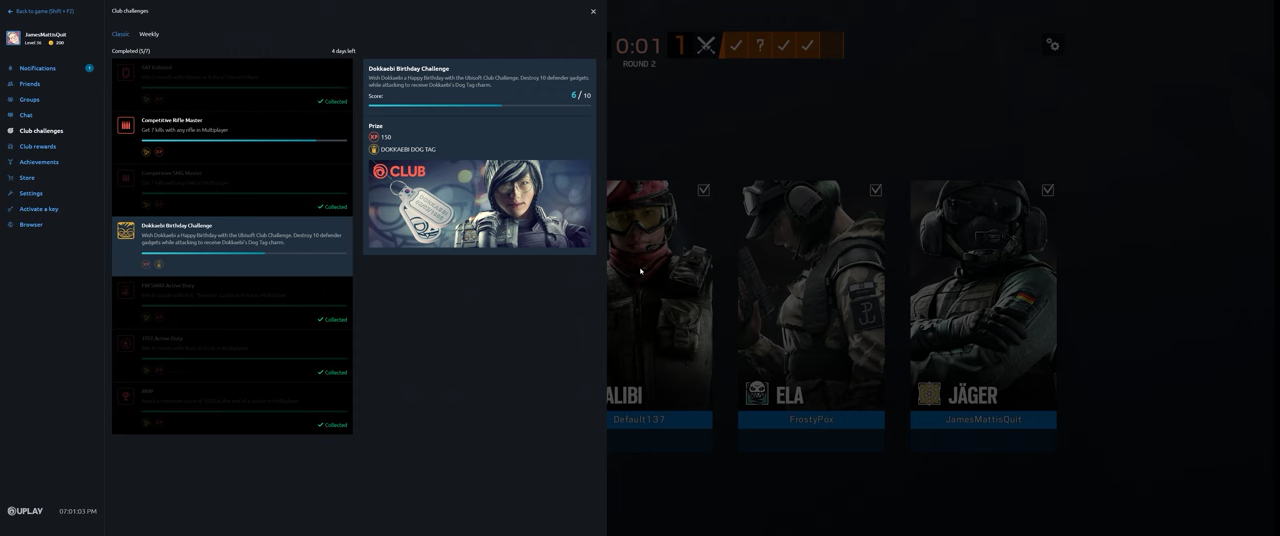 Back to game (Shift + F2)
JamesMattisQuit
Level 36 200
Notifications 1
Friends
Groups
Chat
Club challenges
Club rewards
Achievements
Store
Settings
Activate a key
Browser
UPLAY 07:01:03 PM
Club challenges
Classic Weekly
Completed (5/7) 4 days left
Collected
Competitive Rifle Master
Get 7 kills with any rifle in Multiplayer
XP
Competitive SMG Master
Collected
Dokkaebi Birthday Challenge
Wish Dokkaebi a Happy Birthday with the Ubisoft Club Challenge. Destroy 10 defender
gadgets while attacking to receive Dokkaebi's Dog Tag charm.
XP
Collected
Collected
Collected
Dokkaebi Birthday Challenge
Wish Dokkaebi a Happy Birthday with the Ubisoft Club Challenge. Destroy 10 defender gadgets
while attacking to receive Dokkaebi's Dog Tag charm.
Score: 6 / 10
Prize
XP 150
DOKKAEBI DOG TAG
CLUB
0:01 1
ROUND 2
ALIBI
Default137
ELA
FrostyPox
JÄGER
JamesMattisQuit